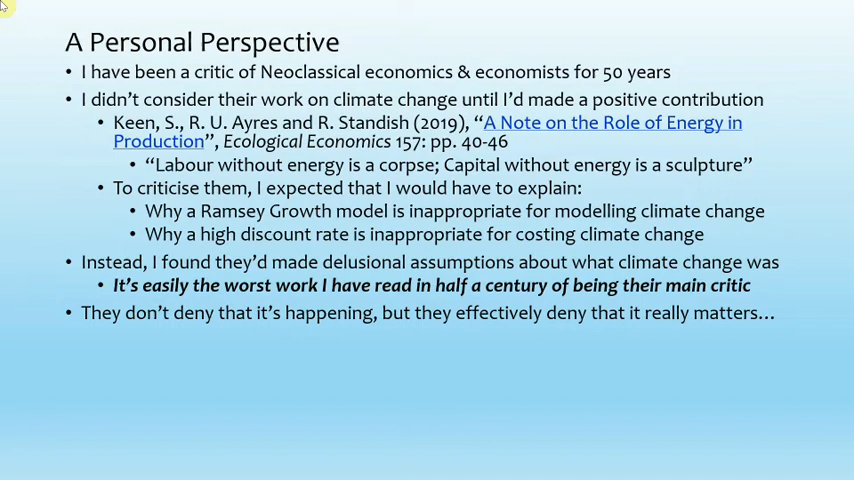 A Personal Perspective
• I have been a critic of Neoclassical economics & economists for 50 years
• I didn't consider their work on climate change until I'd made a positive contribution
• Keen, S., R. U. Ayres and R. Standish (2019), "A Note on the Role of Energy in
Production", Ecological Economics 157: pp. 40-46
• "Labour without energy is a corpse; Capital without energy is a sculpture"
• To criticise them, I expected that I would have to explain:
• Why a Ramsey Growth model is inappropriate for modelling climate change
• Why a high discount rate is inappropriate for costing climate change
• Instead, I found they'd made delusional assumptions about what climate change was
• It's easily the worst work I have read in half a century of being their main critic
• They don't deny that it's happening, but they effectively deny that it really matters…